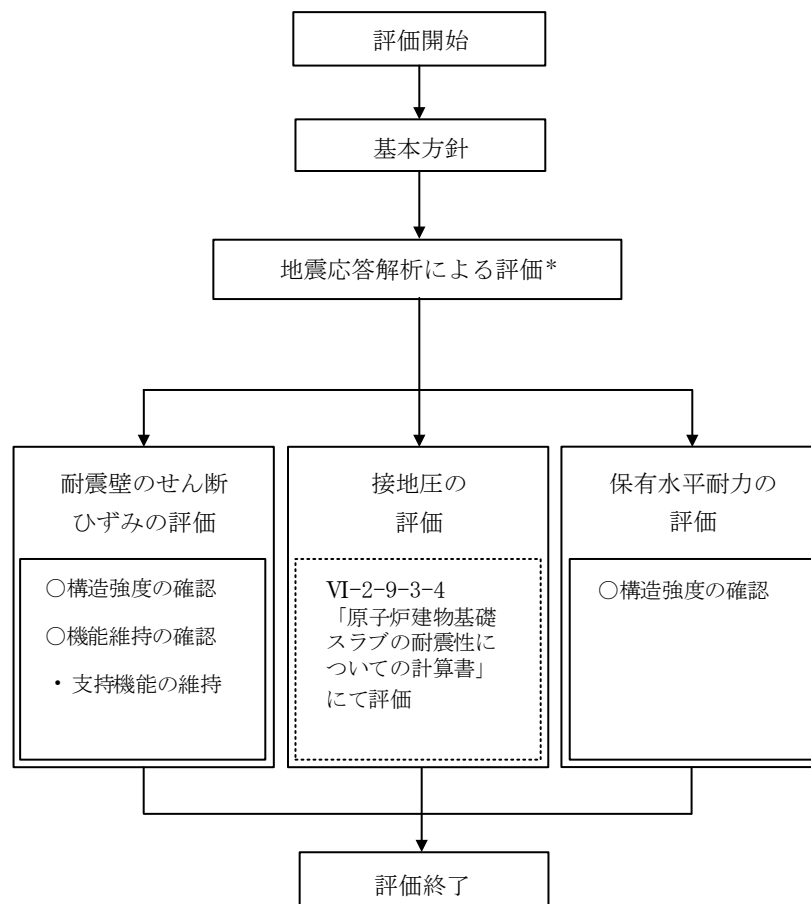 評価開始
基本方針
地震応答解析による評価*
耐震壁のせん断
ひずみの評価
○構造強度の確認
○機能維持の確認
・支持機能の維持
接地圧の
評価
Ⅵ-2-9-3-4
「原子炉建物基礎
スラブの耐震性に
ついての計算書」
にて評価
保有水平耐力の
評価
○構造強度の確認
評価終了